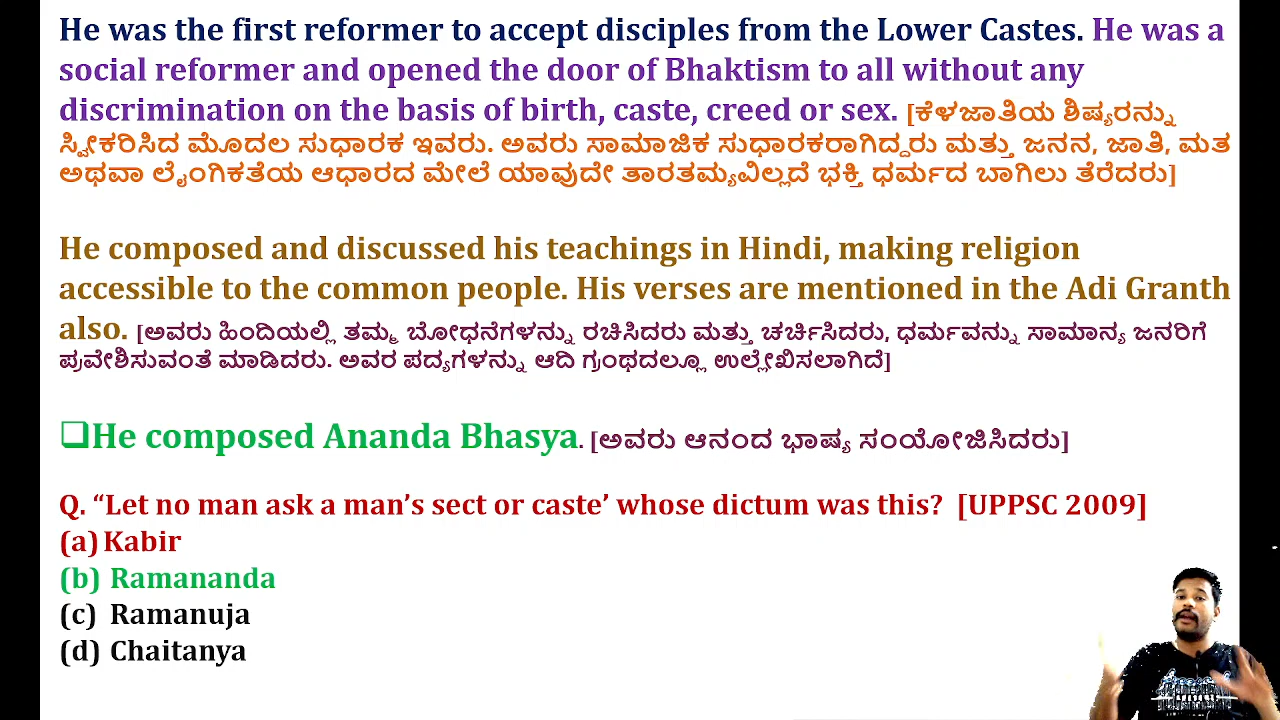 He was the first reformer to accept disciples from the Lower Castes. He was a
social reformer and opened the door of Bhaktism to all without any
discrimination on the basis of birth, caste, creed or sex. [ಕೆಳಜಾತಿಯ ಶಿಷ್ಯರನ್ನು
ಸ್ವೀಕರಿಸಿದ ಮೊದಲ ಸುಧಾರಕ ಇವರು. ಅವರು ಸಾಮಾಜಿಕ ಸುಧಾರಕರಾಗಿದ್ದರು ಮತ್ತು ಜನನ, ಜಾತಿ, ಮತ
ಅಥವಾ ಲೈಂಗಿಕತೆಯ ಆಧಾರದ ಮೇಲೆ ಯಾವುದೇ ತಾರತಮ್ಯವಿಲ್ಲದೆ ಭಕ್ತಿ ಧರ್ಮದ ಬಾಗಿಲು ತೆರೆದರು]
He composed and discussed his teachings in Hindi, making religion
accessible to the common people. His verses are mentioned in the Adi Granth
also. [ಅವರು ಹಿಂದಿಯಲ್ಲಿ ತಮ್ಮ ಬೋಧನೆಗಳನ್ನು ರಚಿಸಿದರು ಮತ್ತು ಚರ್ಚಿಸಿದರು, ಧರ್ಮವನ್ನು ಸಾಮಾನ್ಯ ಜನರಿಗೆ
ಪ್ರವೇಶಿಸುವಂತೆ ಮಾಡಿದರು. ಅವರ ಪದ್ಯಗಳನ್ನು ಆದಿ ಗ್ರಂಥದಲ್ಲೂ ಉಲ್ಲೇಖಿಸಲಾಗಿದೆ]
❑He composed Ananda Bhasya. [ಅವರು ಆನಂದ ಭಾಷ್ಯ ಸಂಯೋಜಿಸಿದರು]
Q. “Let no man ask a man’s sect or caste’ whose dictum was this? [UPPSC 2009]
(a) Kabir
(b) Ramananda
(c) Ramanuja
(d) Chaitanya